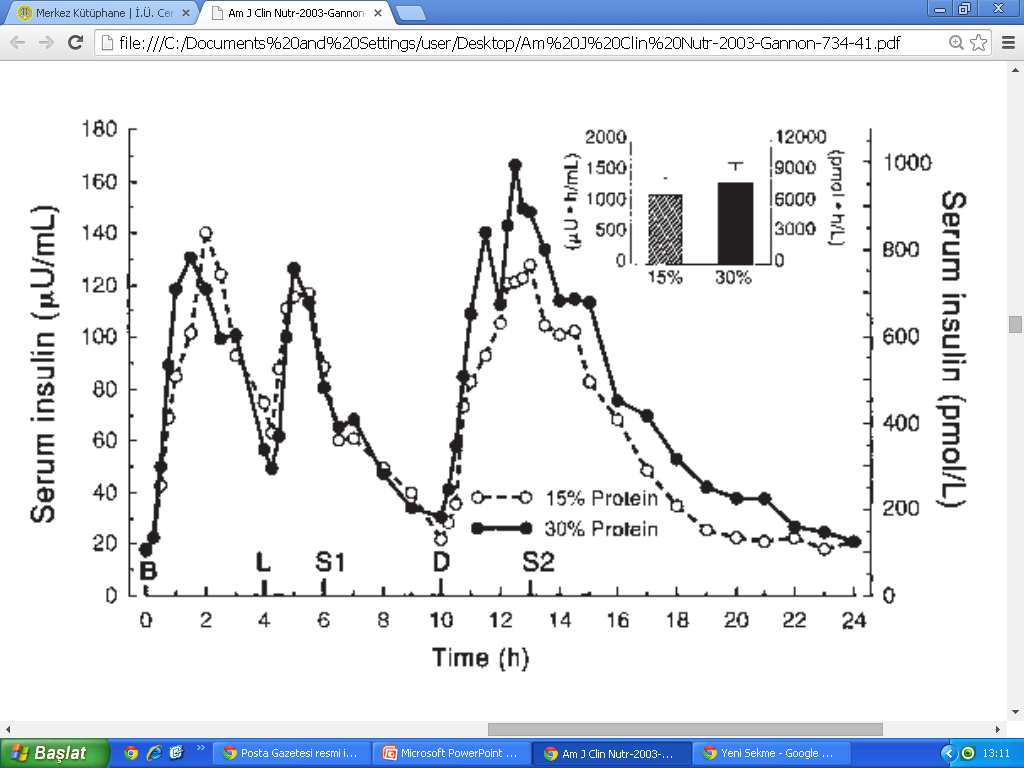 Merkez Kütüphane | İ.Ü. Cer
Am J Clin Nutr-2003-Gannon
file:///C:/Documents%20and%20Settings/user/Desktop/Am%20J%20Clin%20Nutr-2003-Gannon-734-41.pdf
180
160
140
120
100
80
60
40
20
0
Serum insulin (µU/mL)
2000
1500
1000
500
0
(µU • h/mL)
12000
9000
6000
3000
0
(pmol • h/L)
15%
30%
1000
800
600
400
200
0
Serum insulin (pmol/L)
15% Protein
30% Protein
B
L
S1
D
S2
0 2 4 6 8 10 12 14 16 18 20 22 24
Time (h)
Başlat
Posta Gazetesi resmi i...
Microsoft PowerPoint ...
Am J Clin Nutr-2003-...
Yeni Sekme - Google ...
13:11